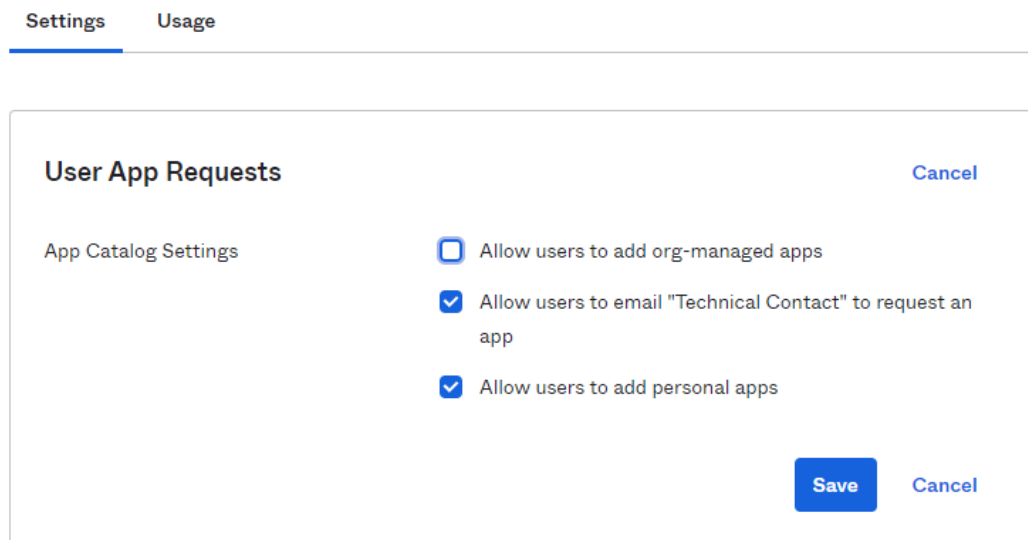 Settings
Usage
User App Requests
Cancel
App Catalog Settings
Allow users to add org-managed apps
Allow users to email "Technical Contact" to request an
app
Allow users to add personal apps
Save
Cancel